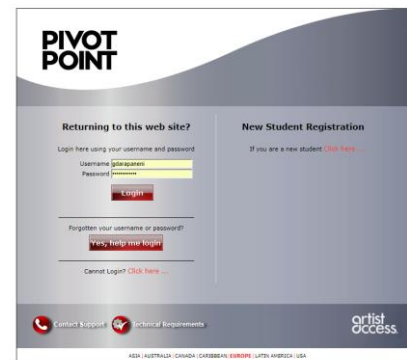 PIVOT
POINT
Returning to this web site?
Login here using your username and password
Username gdarapaneni
Password ••••••••••••
Login
Forgotten your username or password?
Yes, help me login
Cannot Login? Click here ...
New Student Registration
If you are a new student Click here ...
Contact Support
Technical Requirements
artist
access.
ASIA | AUSTRALIA | CANADA | CARIBBEAN | EUROPE | LATIN AMERICA | USA